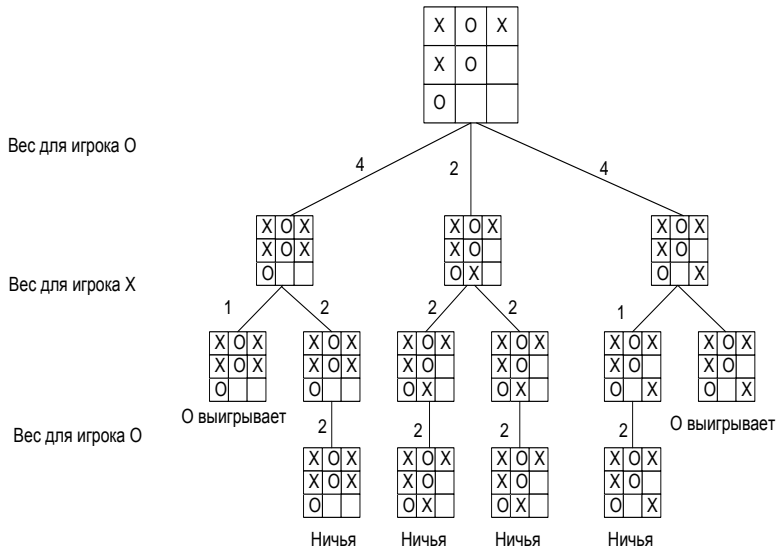 X O X
X O
O
Вес для игрока О
4 2 4
X O X X O X X O X
X O X X O X O
O O X O X
Вес для игрока X
1 2 2 2 1
X O X X O X X O X X O X X O X X O X
X O X X O X X O X O X O X O
O O O X O X O X O X
О выигрывает
О выигрывает
Вес для игрока О
2 2 2 2
X O X X O X X O X X O X
X O X X O X O X O
O O X O X O X
Ничья Ничья Ничья Ничья